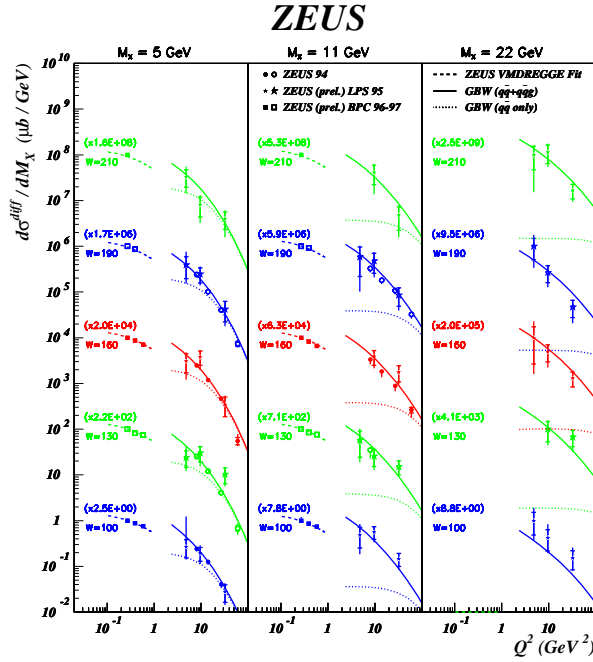 ZEUS
M_x = 5 GeV
M_x = 11 GeV
M_x = 22 GeV
dσ^diff / dM_X (μb / GeV)
10^10
10^9
10^8
10^7
10^6
10^5
10^4
10^3
10^2
10
1
10^-1
10^-2
ZEUS 94
ZEUS (prel.) LPS 95
ZEUS (prel.) BPC 96-97
ZEUS VMDREGGE Fit
GBW (qq̄+qq̄g)
GBW (qq̄ only)
(x1.6E+08)
W=210
(x1.7E+06)
W=190
(x2.0E+04)
W=160
(x2.2E+02)
W=130
(x2.5E+00)
W=100
(x5.3E+08)
W=210
(x5.9E+06)
W=190
(x6.3E+04)
W=160
(x7.1E+02)
W=130
(x7.8E+00)
W=100
(x2.5E+09)
W=210
(x9.5E+06)
W=190
(x2.0E+05)
W=160
(x4.1E+03)
W=130
(x8.8E+00)
W=100
10^-1 1 10 10^-1 1 10 10^-1 1 10
Q^2 (GeV^2)